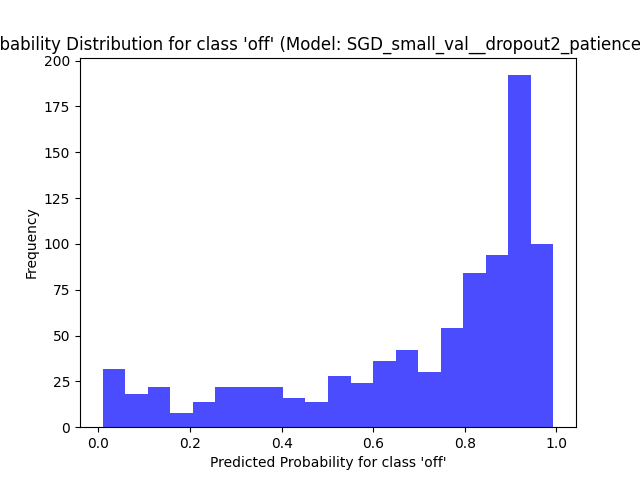 bability Distribution for class 'off' (Model: SGD_small_val__dropout2_patience
200
175
150
125
100
75
50
25
0
Frequency
0.0 0.2 0.4 0.6 0.8 1.0
Predicted Probability for class 'off'